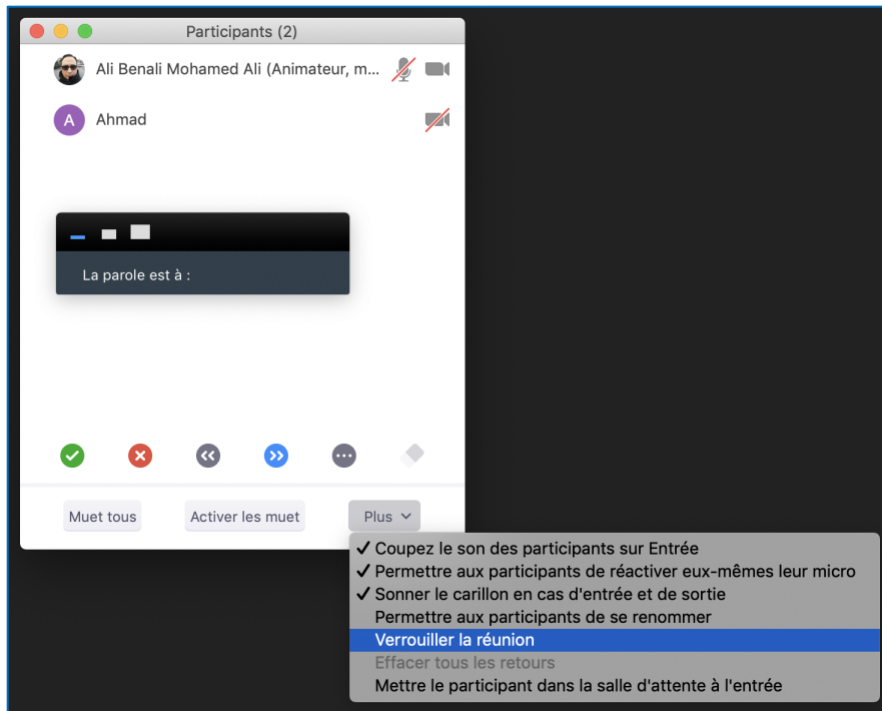 Participants (2)
Ali Benali Mohamed Ali (Animateur, m...
A Ahmad
La parole est à :
Muet tous Activer les muet Plus
✓ Coupez le son des participants sur Entrée
✓ Permettre aux participants de réactiver eux-mêmes leur micro
✓ Sonner le carillon en cas d'entrée et de sortie
Permettre aux participants de se renommer
Verrouiller la réunion
Effacer tous les retours
Mettre le participant dans la salle d'attente à l'entrée